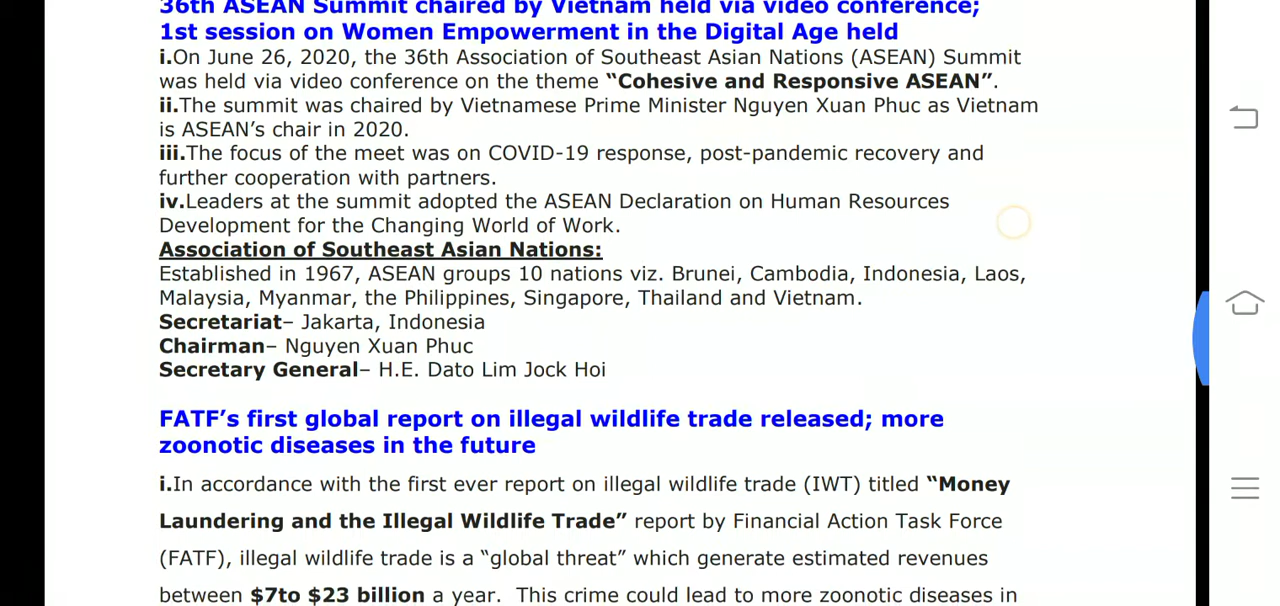 36th ASEAN Summit chaired by Vietnam held via video conference;
1st session on Women Empowerment in the Digital Age held
i.On June 26, 2020, the 36th Association of Southeast Asian Nations (ASEAN) Summit
was held via video conference on the theme “Cohesive and Responsive ASEAN”.
ii.The summit was chaired by Vietnamese Prime Minister Nguyen Xuan Phuc as Vietnam
is ASEAN’s chair in 2020.
iii.The focus of the meet was on COVID-19 response, post-pandemic recovery and
further cooperation with partners.
iv.Leaders at the summit adopted the ASEAN Declaration on Human Resources
Development for the Changing World of Work.
Association of Southeast Asian Nations:
Established in 1967, ASEAN groups 10 nations viz. Brunei, Cambodia, Indonesia, Laos,
Malaysia, Myanmar, the Philippines, Singapore, Thailand and Vietnam.
Secretariat– Jakarta, Indonesia
Chairman– Nguyen Xuan Phuc
Secretary General– H.E. Dato Lim Jock Hoi
FATF’s first global report on illegal wildlife trade released; more
zoonotic diseases in the future
i.In accordance with the first ever report on illegal wildlife trade (IWT) titled “Money
Laundering and the Illegal Wildlife Trade” report by Financial Action Task Force
(FATF), illegal wildlife trade is a “global threat” which generate estimated revenues
between $7to $23 billion a year. This crime could lead to more zoonotic diseases in